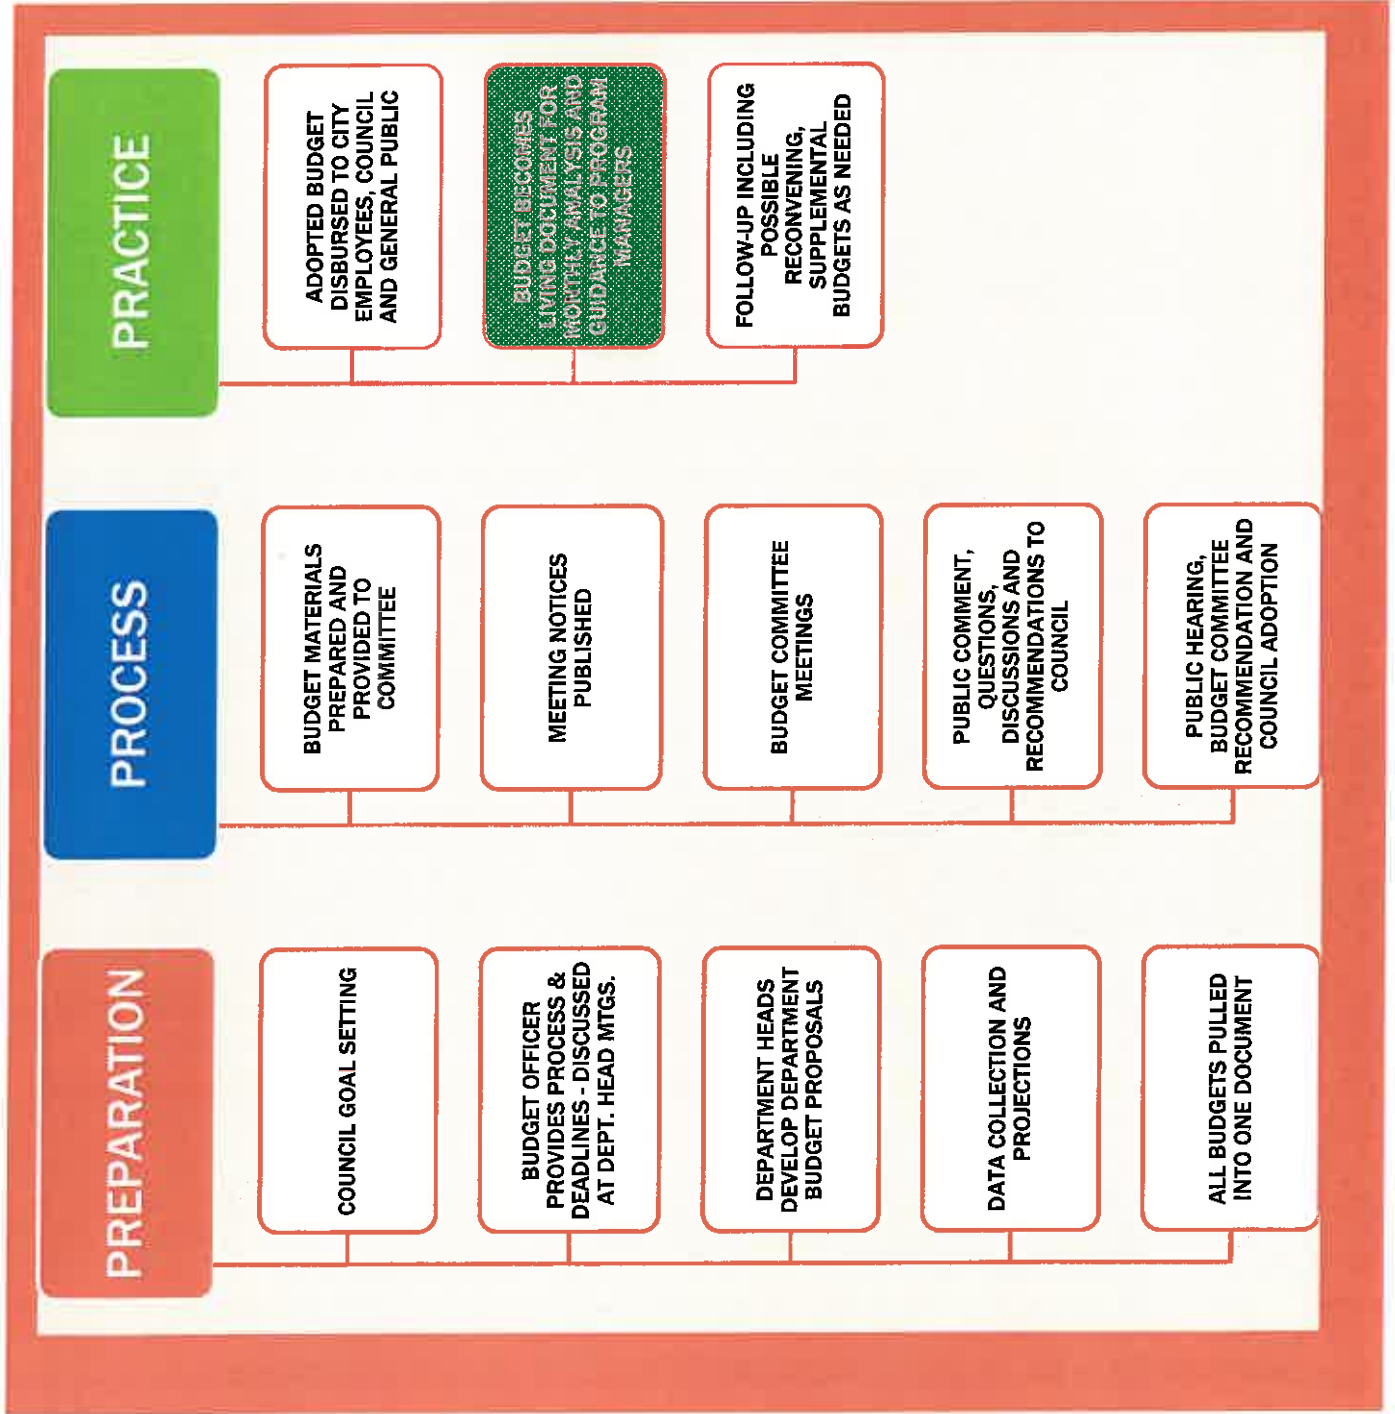 PREPARATION
COUNCIL GOAL SETTING
BUDGET OFFICER
PROVIDES PROCESS &
DEADLINES - DISCUSSED
AT DEPT. HEAD MTGS.
DEPARTMENT HEADS
DEVELOP DEPARTMENT
BUDGET PROPOSALS
DATA COLLECTION AND
PROJECTIONS
ALL BUDGETS PULLED
INTO ONE DOCUMENT
PROCESS
BUDGET MATERIALS
PREPARED AND
PROVIDED TO
COMMITTEE
MEETING NOTICES
PUBLISHED
BUDGET COMMITTEE
MEETINGS
PUBLIC COMMENT,
QUESTIONS,
DISCUSSIONS AND
RECOMMENDATIONS TO
COUNCIL
PUBLIC HEARING,
BUDGET COMMITTEE
RECOMMENDATION AND
COUNCIL ADOPTION
PRACTICE
ADOPTED BUDGET
DISBURSED TO CITY
EMPLOYEES, COUNCIL
AND GENERAL PUBLIC
BUDGET BECOMES
LIVING DOCUMENT FOR
MONTHLY ANALYSIS AND
GUIDANCE TO PROGRAM
MANAGERS
FOLLOW-UP INCLUDING
POSSIBLE
RECONVENING,
SUPPLEMENTAL
BUDGETS AS NEEDED